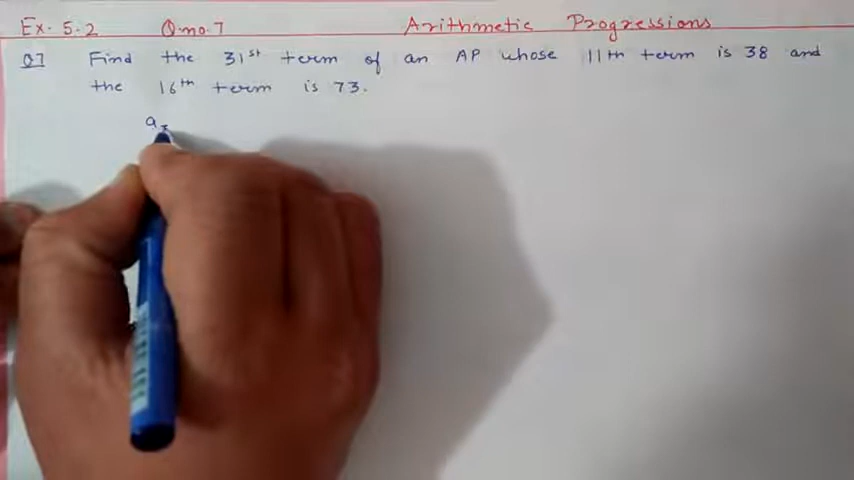 Ex. 5.2 Q.no.7 Arithmetic Progressions
Q7 Find the 31st term of an AP whose 11th term is 38 and
the 16th term is 73.
a